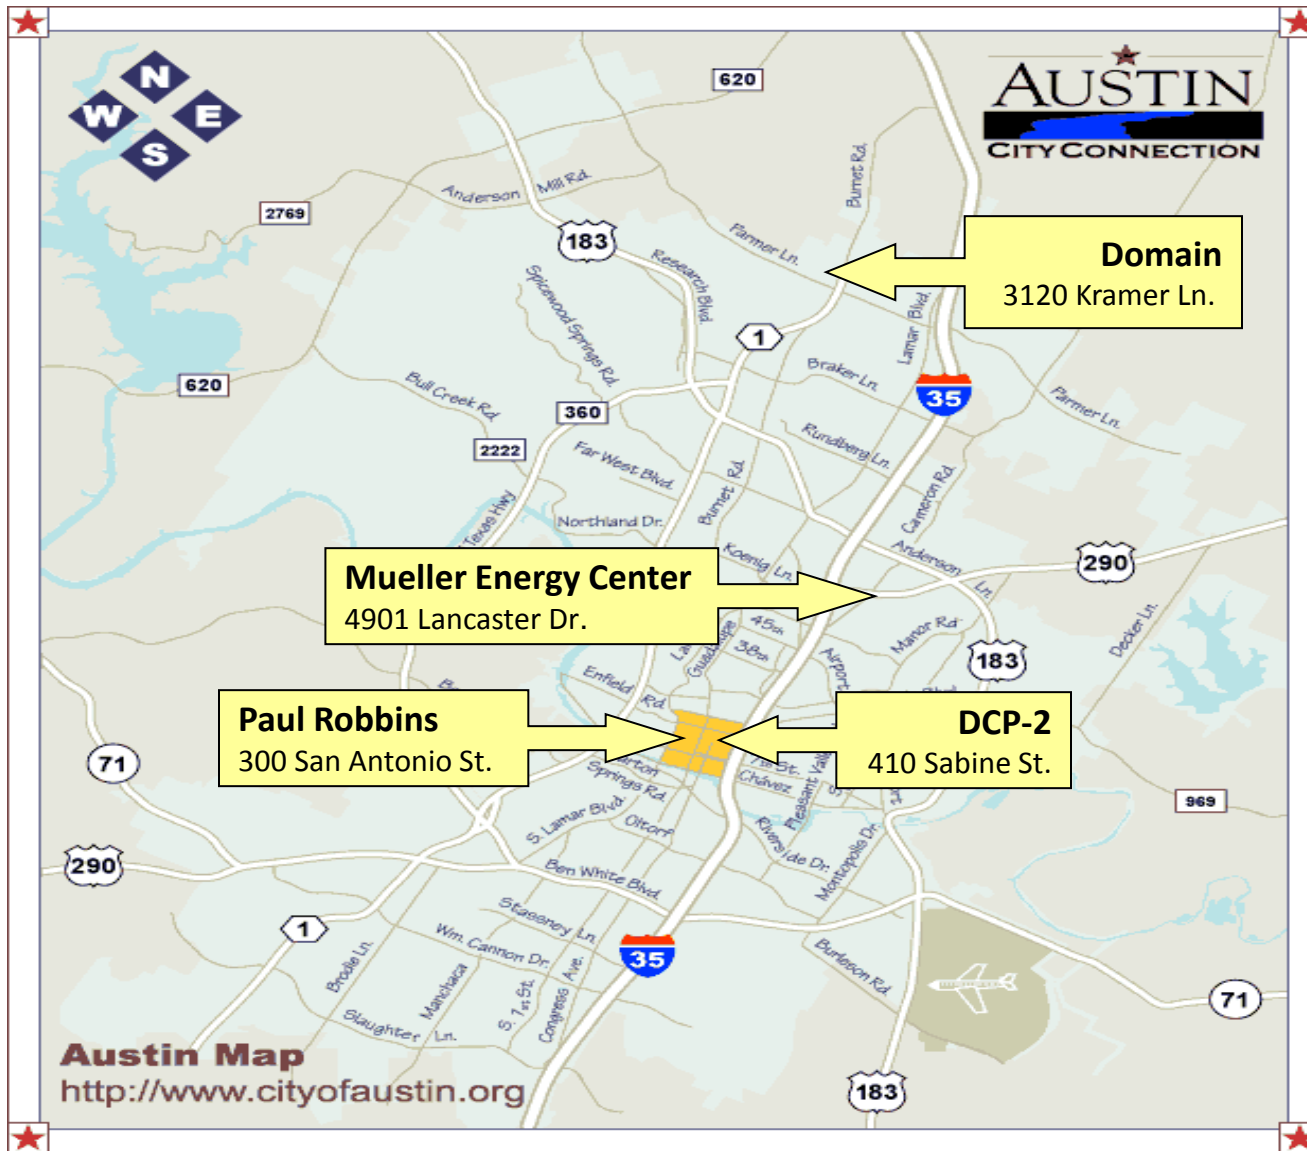 N
W
E
S
AUSTIN
CITY CONNECTION
620
Burnet Rd.
Anderson Mill Rd.
2769
183
Parmer Ln.
Research Blvd.
Domain
3120 Kramer Ln.
Spicewood Springs Rd.
Lamar Blvd.
1
620
Bull Creek Rd.
Braker Ln.
35
Parmer Ln.
360
2222
Rundberg Ln.
Far West Blvd.
Burnet Rd.
Cameron Rd.
Texas Hwy
Northland Dr.
Koenig Ln.
Anderson Ln.
290
Mueller Energy Center
4901 Lancaster Dr.
45th
38th
Guadalupe
Manor Rd
Airport
Decker Ln.
183
Enfield Rd.
Paul Robbins
300 San Antonio St.
DCP-2
410 Sabine St.
71
7th St.
Chávez
Pleasant Valley
Springs Rd.
969
S. Lamar Blvd.
Oltorf
Riverside Dr.
Montopolis Dr.
290
Ben White Blvd.
1
Stassney Ln.
Wm. Cannon Dr.
35
Burleson Rd.
Brodie Ln.
Manchaca
S. 1st St.
Congress Ave.
71
Slaughter Ln.
Austin Map
http://www.cityofaustin.org
183